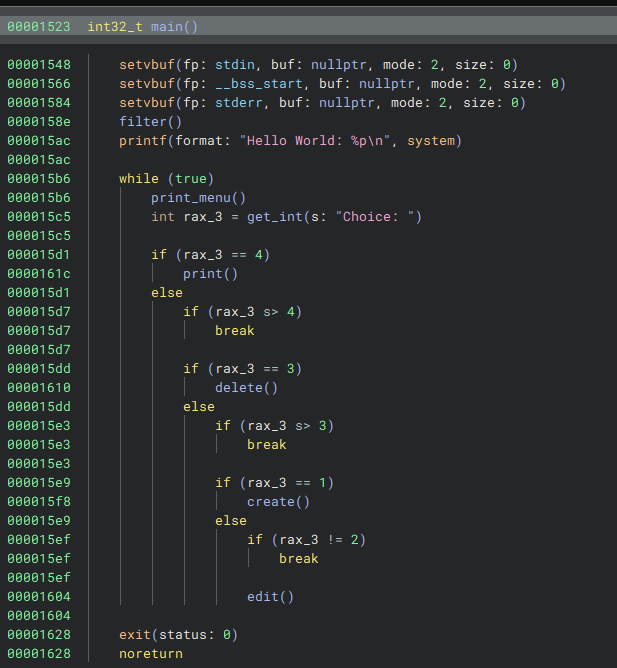 00001523 int32_t main()
00001548 setvbuf(fp: stdin, buf: nullptr, mode: 2, size: 0)
00001566 setvbuf(fp: __bss_start, buf: nullptr, mode: 2, size: 0)
00001584 setvbuf(fp: stderr, buf: nullptr, mode: 2, size: 0)
0000158e filter()
000015ac printf(format: "Hello World: %p\n", system)
000015ac
000015b6 while (true)
000015b6 print_menu()
000015c5 int rax_3 = get_int(s: "Choice: ")
000015c5
000015d1 if (rax_3 == 4)
0000161c print()
000015d1 else
000015d7 if (rax_3 s> 4)
000015d7 break
000015d7
000015dd if (rax_3 == 3)
00001610 delete()
000015dd else
000015e3 if (rax_3 s> 3)
000015e3 break
000015e3
000015e9 if (rax_3 == 1)
000015f8 create()
000015e9 else
000015ef if (rax_3 != 2)
000015ef break
000015ef
00001604 edit()
00001604
00001628 exit(status: 0)
00001628 noreturn